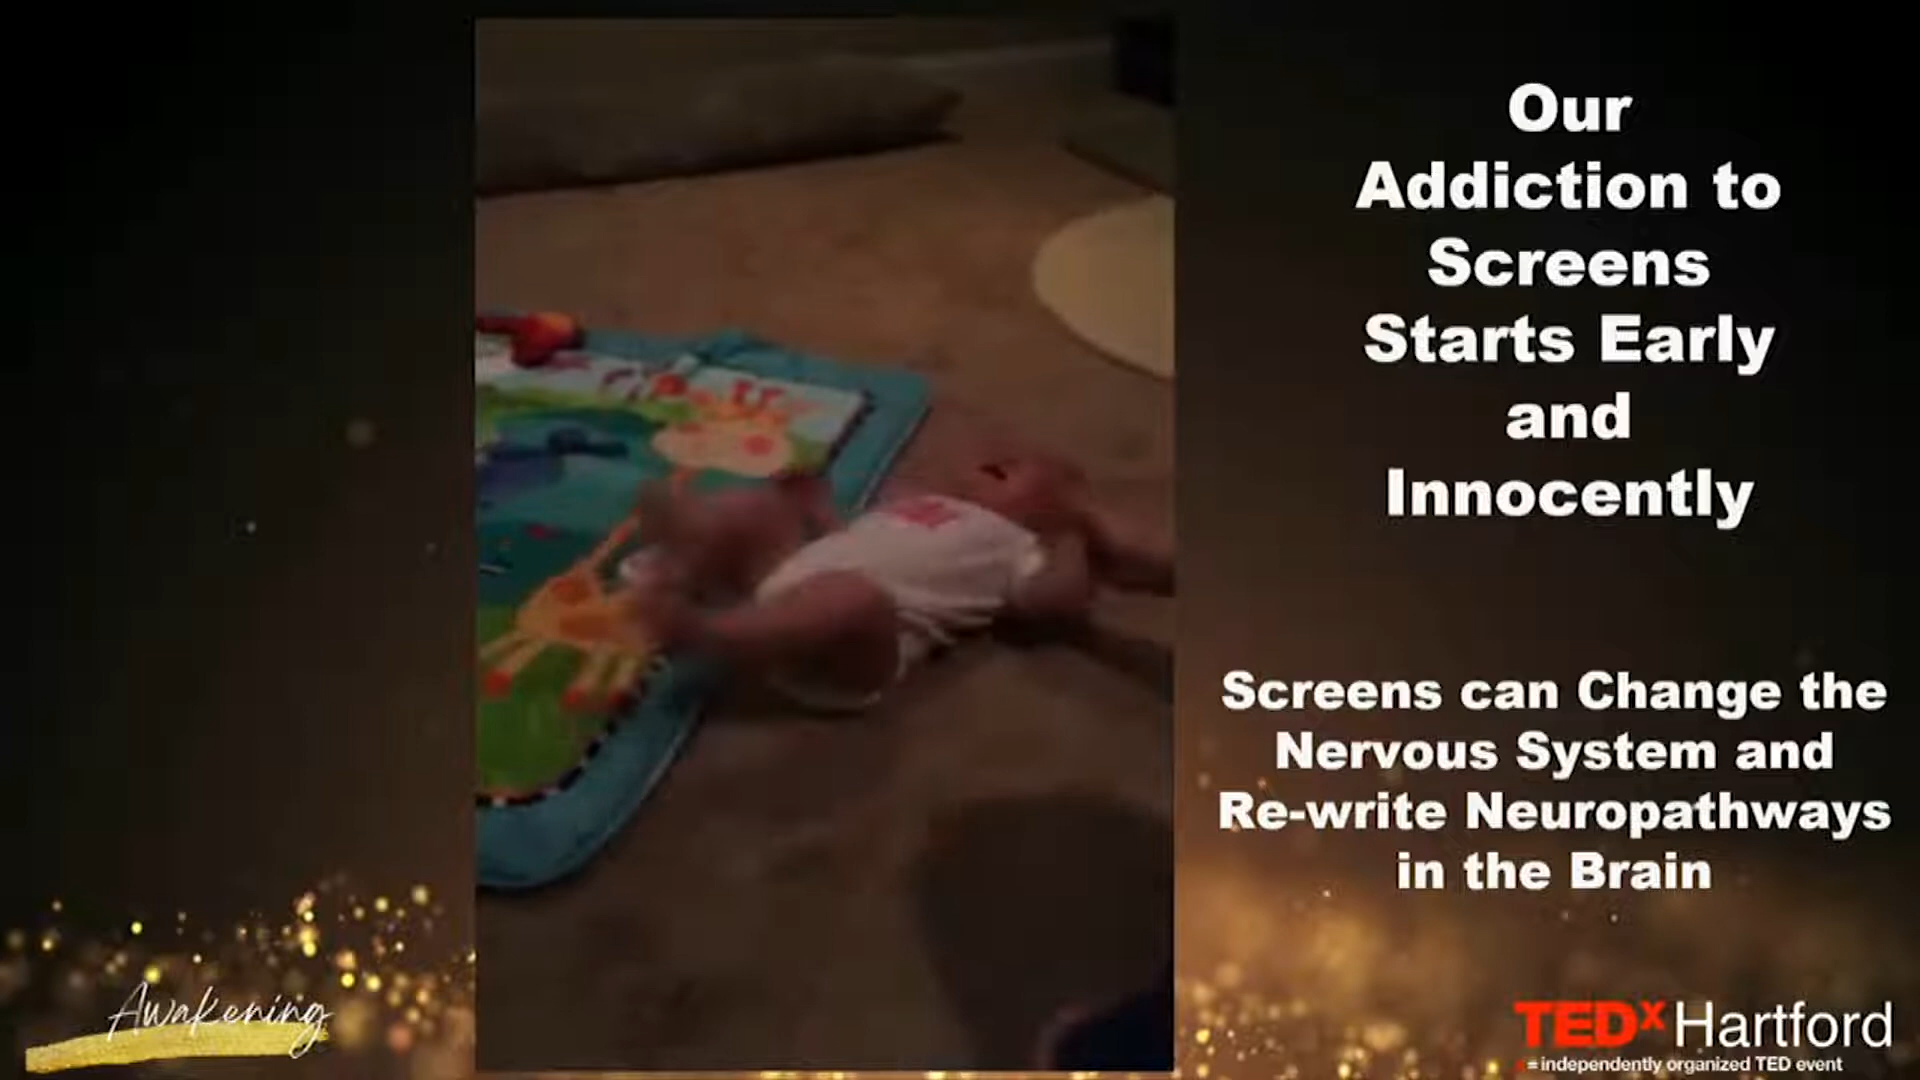 Our
Addiction to
Screens
Starts Early
and
Innocently
Screens can Change the
Nervous System and
Re-write Neuropathways
in the Brain
Awakening
TEDx Hartford
x = independently organized TED event